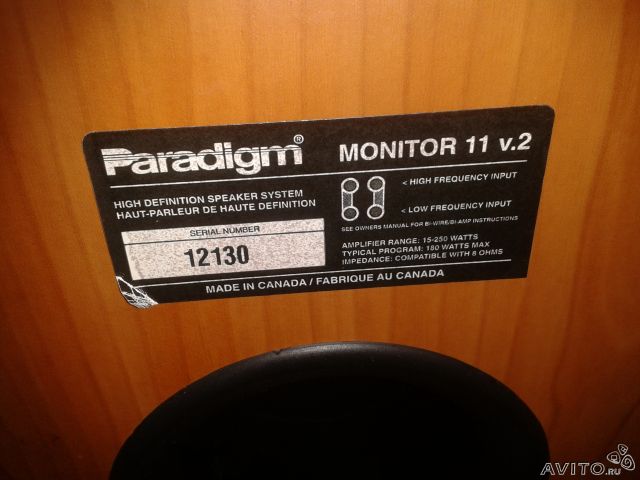 Paradigm®
MONITOR 11 v.2
HIGH DEFINITION SPEAKER SYSTEM
HAUT-PARLEUR DE HAUTE DEFINITION
SERIAL NUMBER
12130
< HIGH FREQUENCY INPUT
< LOW FREQUENCY INPUT
SEE OWNERS MANUAL FOR BI-WIRE/BI-AMP INSTRUCTIONS
AMPLIFIER RANGE: 15-250 WATTS
TYPICAL PROGRAM: 180 WATTS MAX
IMPEDANCE: COMPATIBLE WITH 8 OHMS
MADE IN CANADA / FABRIQUE AU CANADA
AVITO.RU